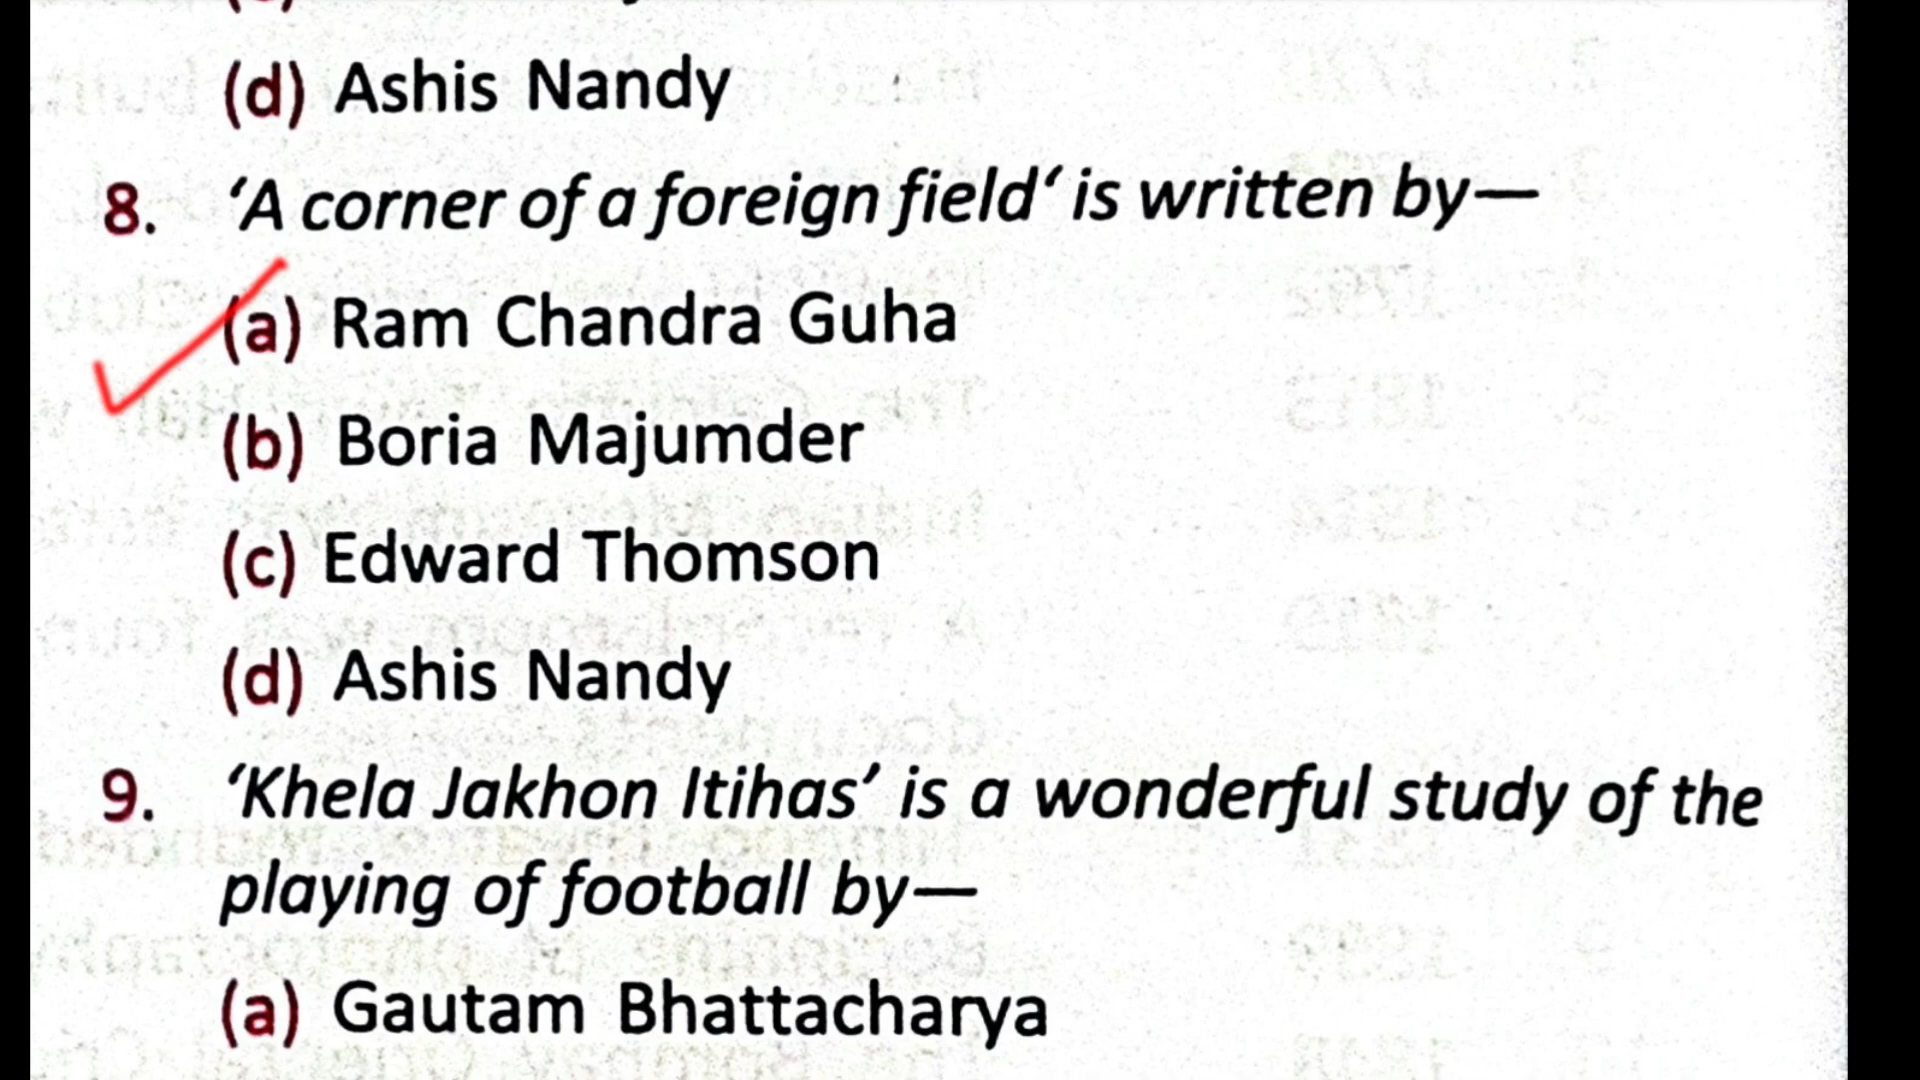 (d) Ashis Nandy
8. ‘A corner of a foreign field‘ is written by—
(a) Ram Chandra Guha
(b) Boria Majumder
(c) Edward Thomson
(d) Ashis Nandy
9. ‘Khela Jakhon Itihas’ is a wonderful study of the
playing of football by—
(a) Gautam Bhattacharya